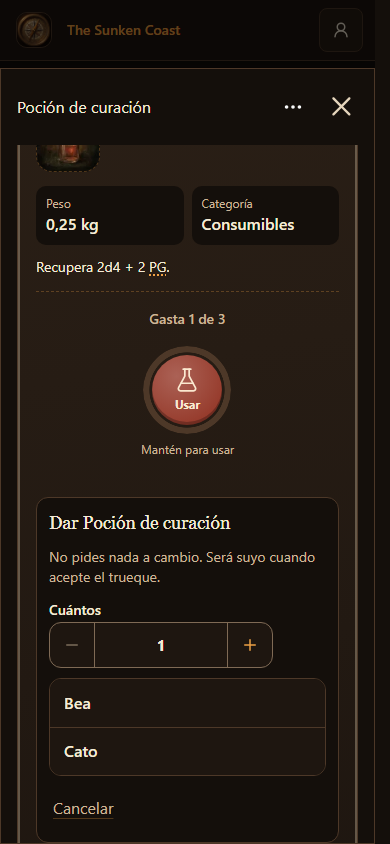 The Sunken Coast
Poción de curación
Peso
0,25 kg
Categoría
Consumibles
Recupera 2d4 + 2 PG.
Gasta 1 de 3
Usar
Mantén para usar
Dar Poción de curación
No pides nada a cambio. Será suyo cuando
acepte el trueque.
Cuántos
1
Bea
Cato
Cancelar